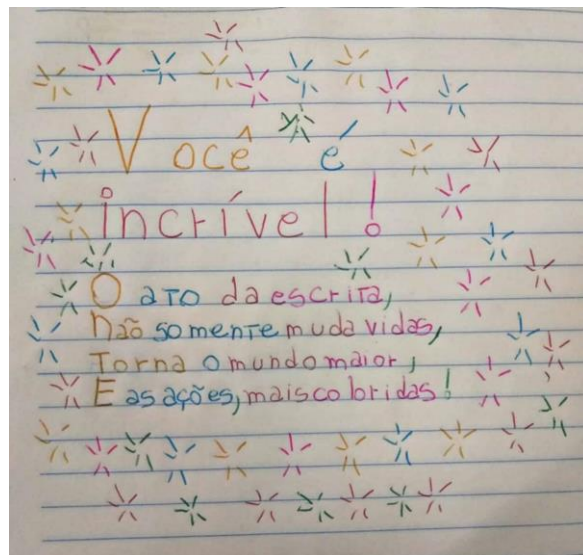 Você é
incrível!
O ato da escrita,
não somente muda vidas,
Torna o mundo maior,
E as ações, mais coloridas!